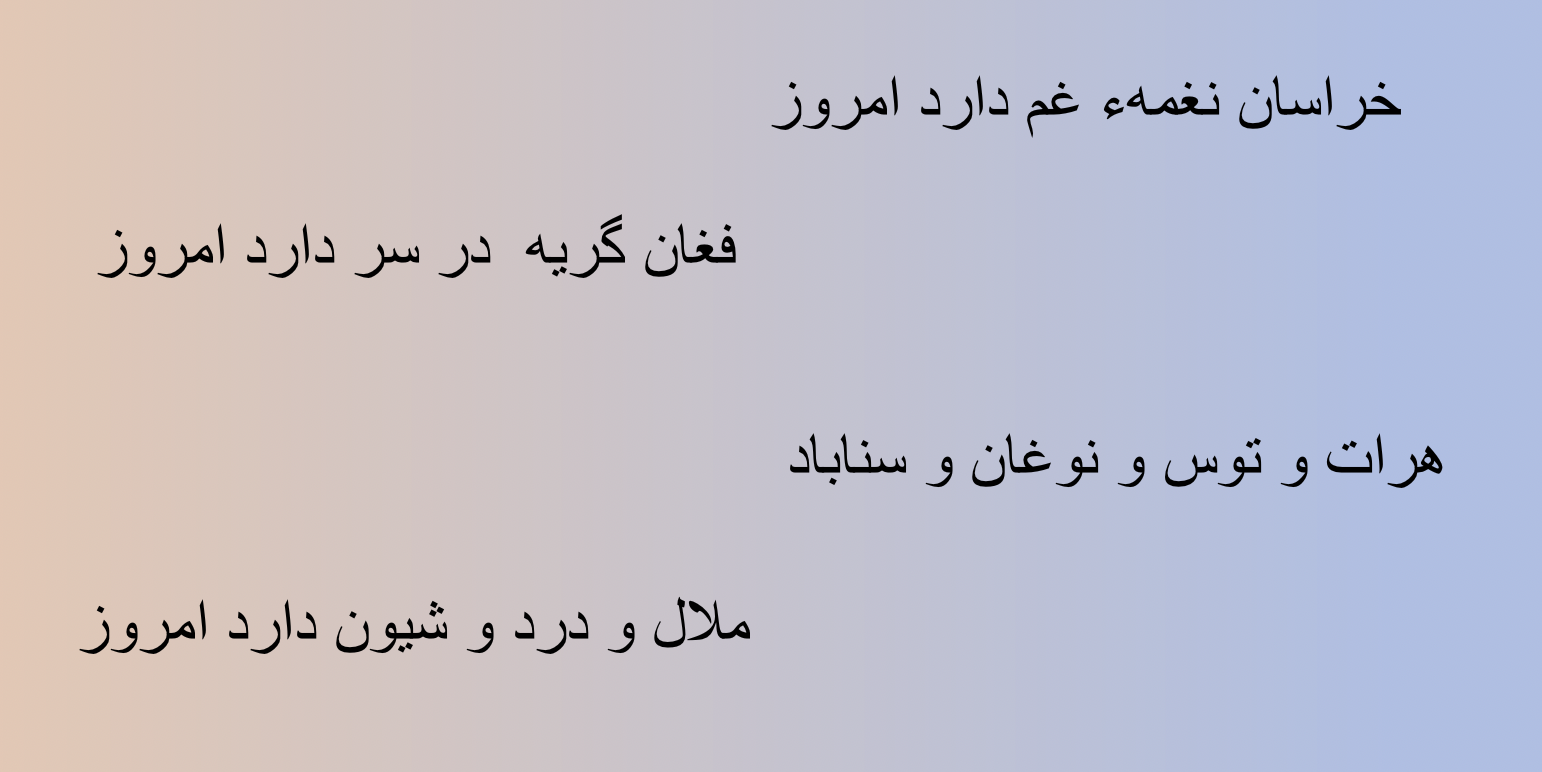 خراسان نغمهء غم دارد امروز
فغان گریه در سر دارد امروز
هرات و توس و نوغان و سناباد
ملال و درد و شیون دارد امروز